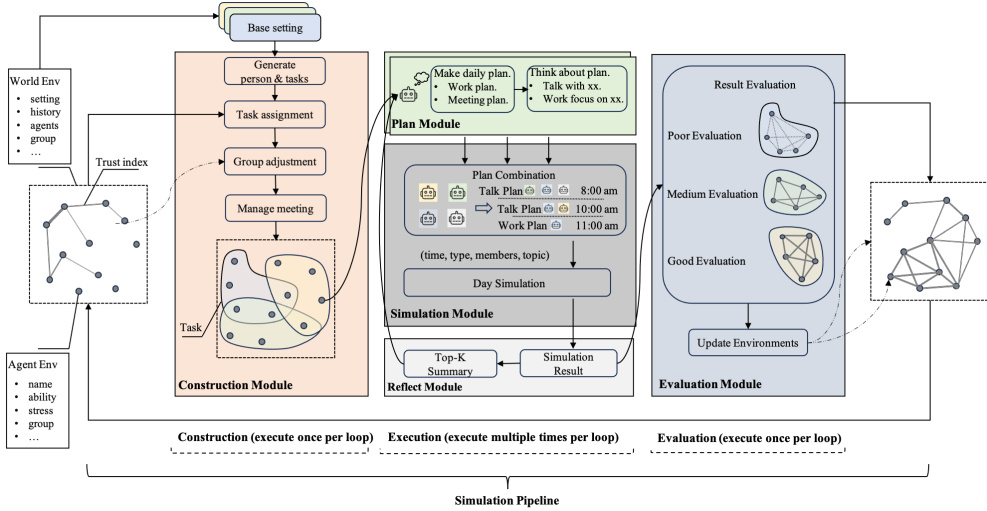 Base setting
World Env
• setting
• history
• agents
• group
• ...
Trust index
Agent Env
• name
• ability
• stress
• group
• ...
Generate
person & tasks
Task assignment
Group adjustment
Manage meeting
Task
Construction Module
Make daily plan.
• Work plan.
• Meeting plan.
Think about plan.
• Talk with xx.
• Work focus on xx.
Plan Module
Plan Combination
Talk Plan 8:00 am
Talk Plan 10:00 am
Work Plan 11:00 am
(time, type, members, topic)
Day Simulation
Simulation Module
Top-K
Summary
Simulation
Result
Reflect Module
Result Evaluation
Poor Evaluation
Medium Evaluation
Good Evaluation
Update Environments
Evaluation Module
Construction (execute once per loop)
Execution (execute multiple times per loop)
Evaluation (execute once per loop)
Simulation Pipeline